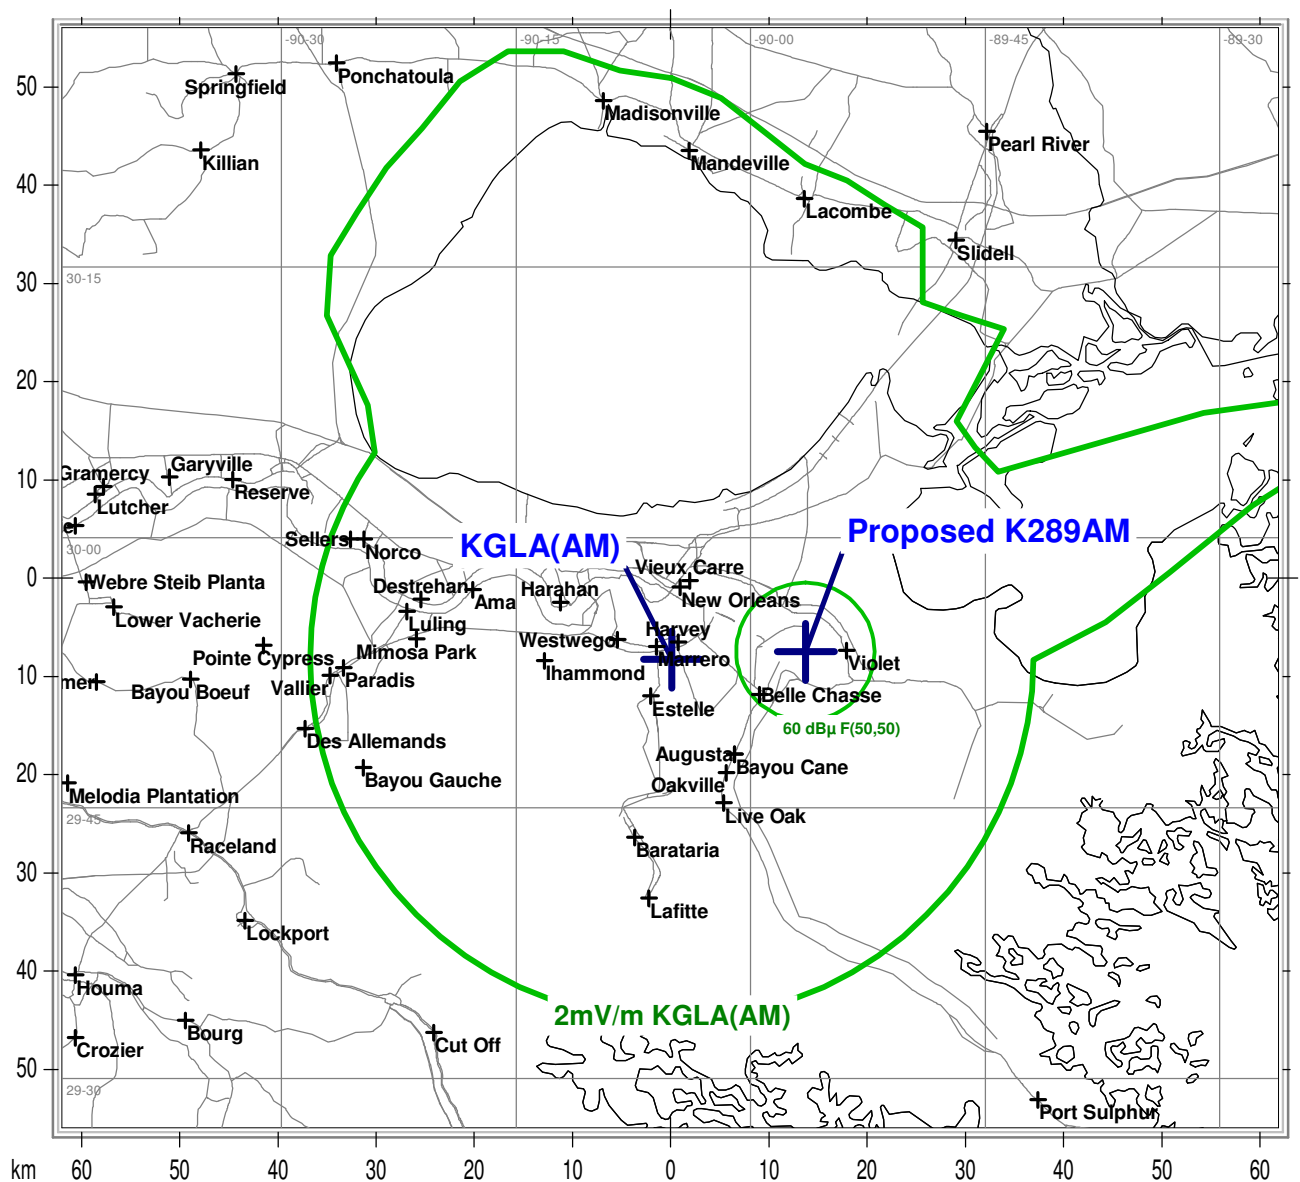 -90-30
-90-15
-90-00
-89-45
-89-30
Ponchatoula
Springfield
50
Madisonville
Pearl River
Killian
Mandeville
40
Lacombe
Slidell
30-15
30
20
Gramercy
Garyville
10
Reserve
Lutcher
e
Proposed K289AM
Sellers
Norco
KGLA(AM)
30-00
Vieux Carre
0
Webre Steib Planta
Destrehan
Ama
Harahan
New Orleans
Lower Vacherie
Luling
Westwego
Harvey
Mimosa Park
Pointe Cypress
Marrero
Violet
Ihammond
mer
Bayou Boeuf
Vallier
Paradis
10
Belle Chasse
Estelle
60 dBµ F(50,50)
Des Allemands
Augusta
Bayou Cane
Bayou Gauche
20
Oakville
Melodia Plantation
Live Oak
29-45
Raceland
Barataria
30
Lafitte
Lockport
40
Houma
2mV/m KGLA(AM)
Bourg
Cut Off
Crozier
50
29-30
Port Sulphur
km 60 50 40 30 20 10 0 10 20 30 40 50 60